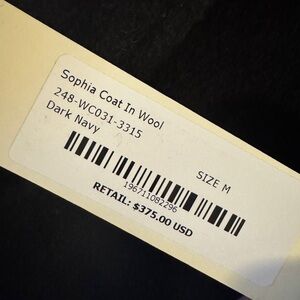 Sophia Coat In Wool
248-WC031-3315
Dark Navy
SIZE M
196711082296
RETAIL: $375.00 USD